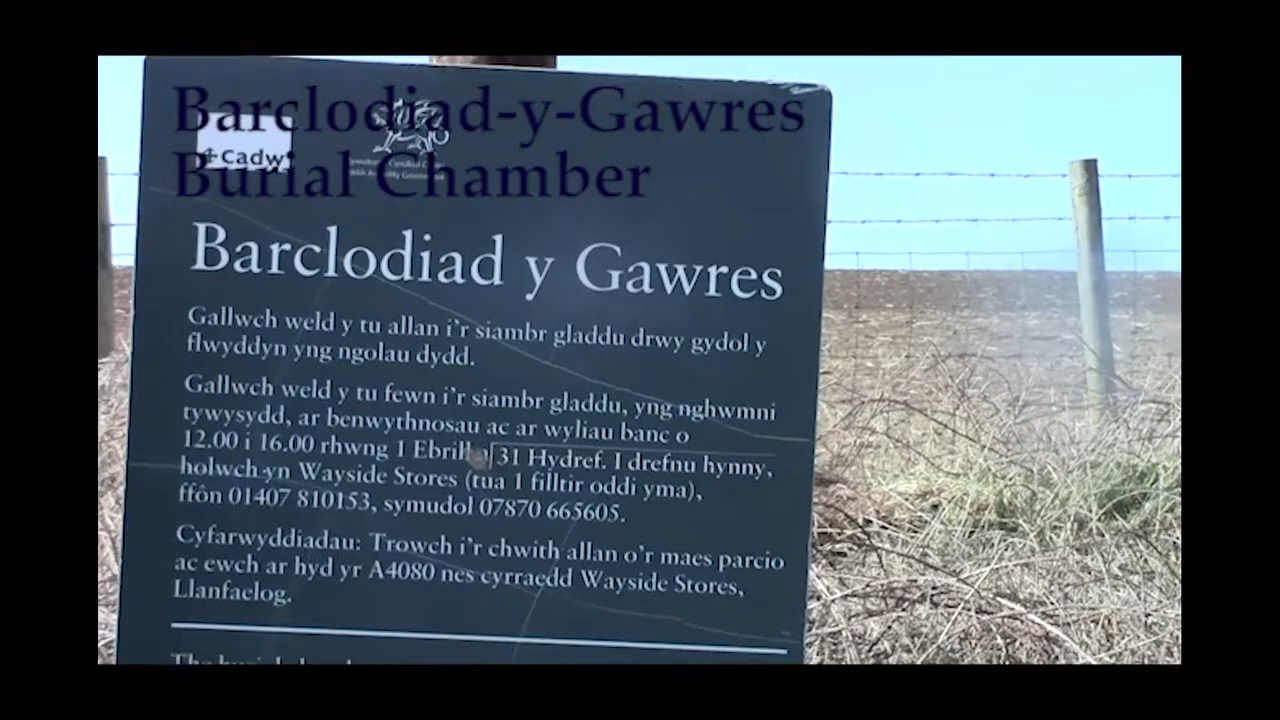 Barclodiad-y-Gawres
Burial Chamber
Cadw
Barclodiad y Gawres
Gallwch weld y tu allan i'r siambr gladdu drwy gydol y
flwyddyn yng ngolau dydd.
Gallwch weld y tu fewn i'r siambr gladdu, yng nghwmni
tywysydd, ar benwythnosau ac ar wyliau banc o
12.00 i 16.00 rhwng 1 Ebrill 31 Hydref. I drefnu hynny,
holwch yn Wayside Stores (tua 1 filltir oddi yma),
ffôn 01407 810153, symudol 07870 665605.
Cyfarwyddiadau: Trowch i'r chwith allan o'r maes parcio
ac ewch ar hyd yr A4080 nes cyrraedd Wayside Stores,
Llanfaelog.